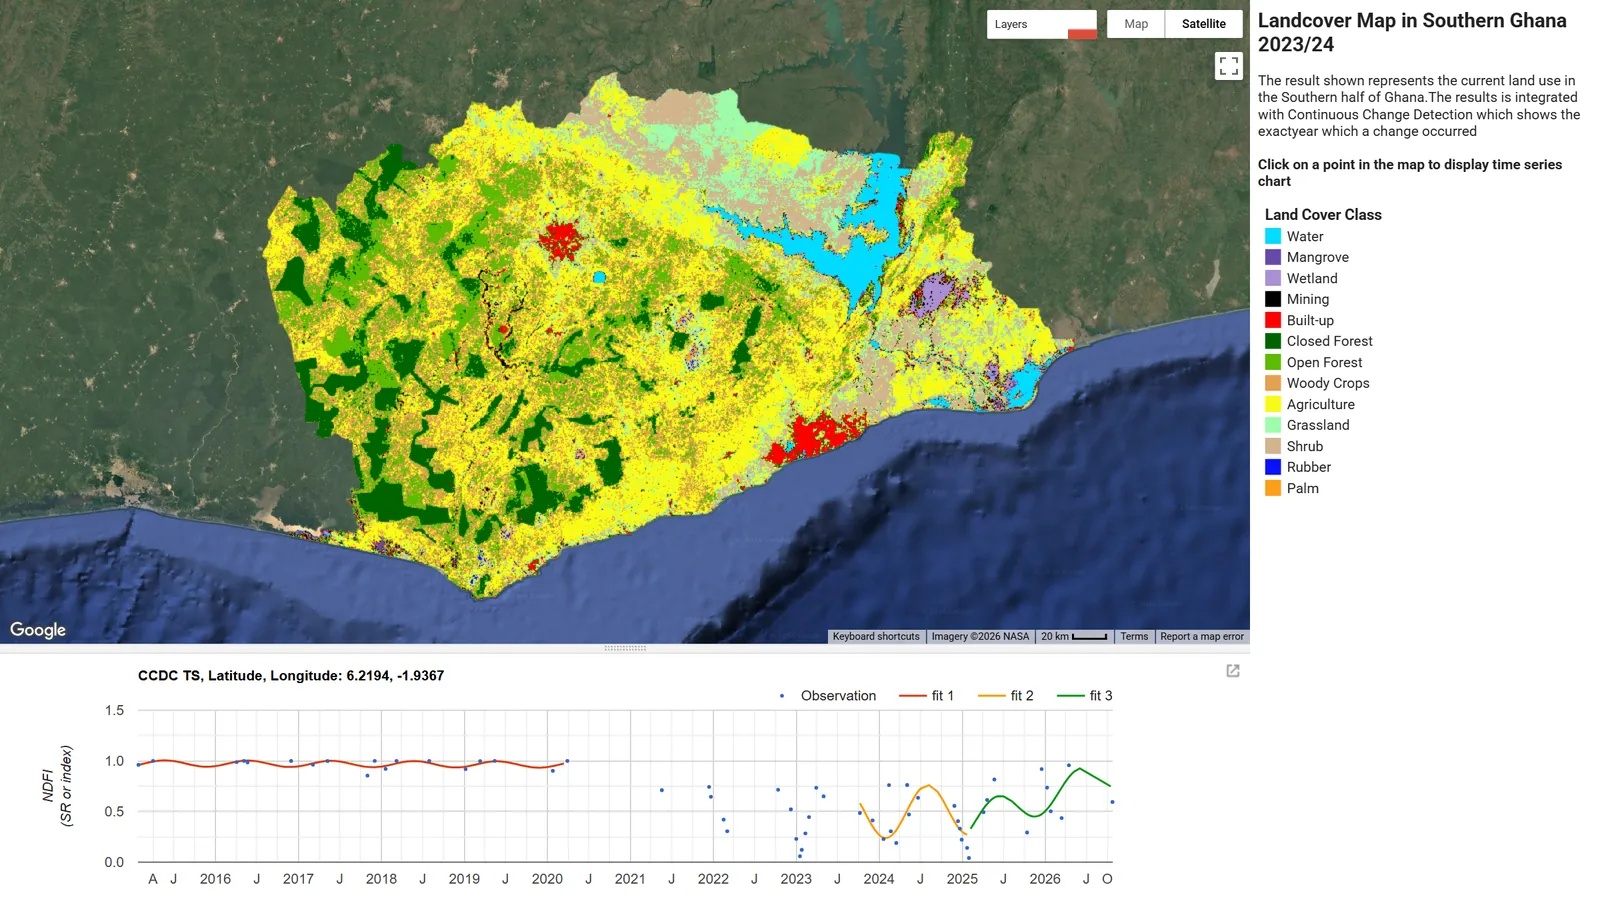 Layers
Map
Satellite
Landcover Map in Southern Ghana
2023/24
The result shown represents the current land use in
the Southern half of Ghana.The results is integrated
with Continuous Change Detection which shows the
exactyear which a change occurred
Click on a point in the map to display time series
chart
Land Cover Class
Water
Mangrove
Wetland
Mining
Built-up
Closed Forest
Open Forest
Woody Crops
Agriculture
Grassland
Shrub
Rubber
Palm
Google
Keyboard shortcuts
Imagery ©2026 NASA
20 km
Terms
Report a map error
CCDC TS, Latitude, Longitude: 6.2194, -1.9367
Observation fit 1 fit 2 fit 3
NDFI
(SR or index)
1.5
1.0
0.5
0.0
A J 2016 J 2017 J 2018 J 2019 J 2020 J 2021 J 2022 J 2023 J 2024 J 2025 J 2026 J O